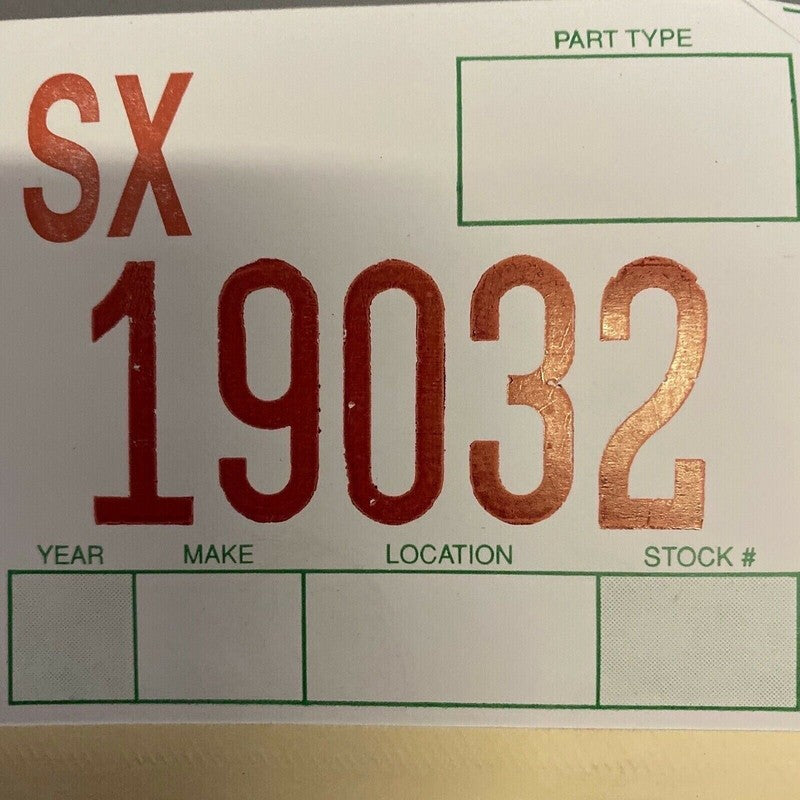 PART TYPE
SX
19032
YEAR MAKE LOCATION STOCK #